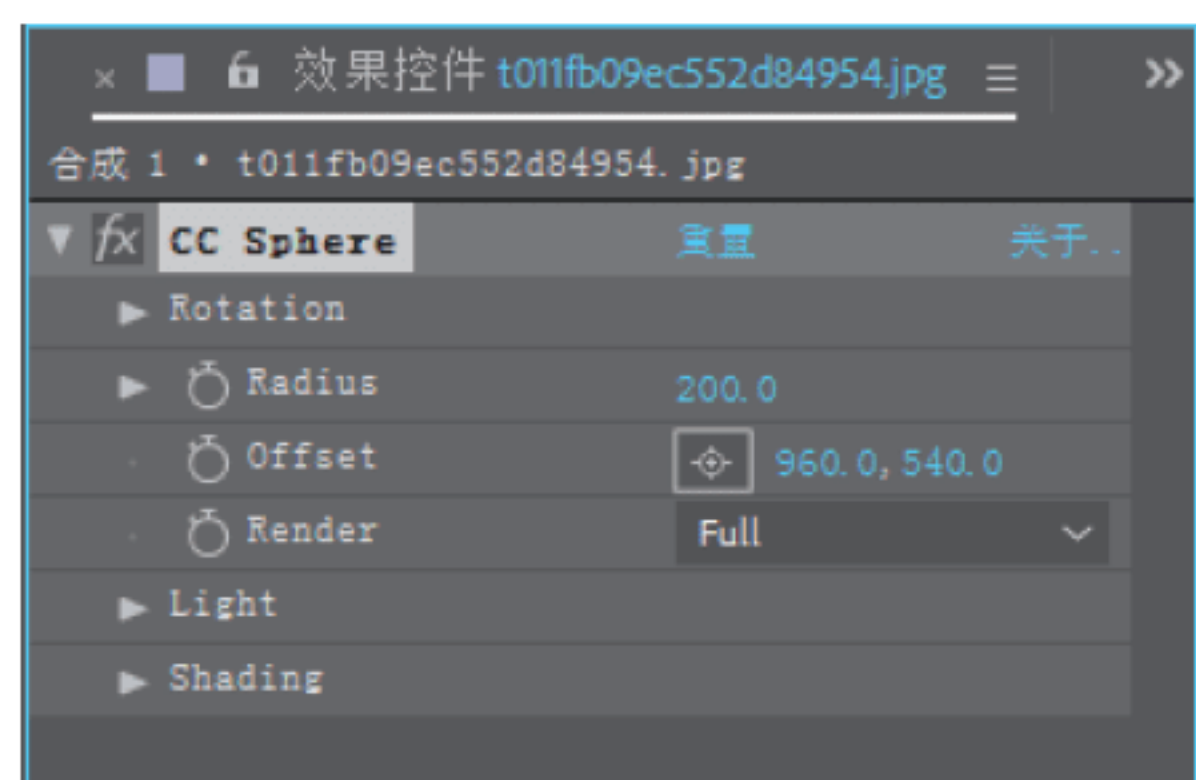 效果控件 t011fb09ec552d84954.jpg
合成 1 • t011fb09ec552d84954.jpg
fx CC Sphere 重置 关于..
Rotation
Radius 200.0
Offset 960.0,540.0
Render Full
Light
Shading